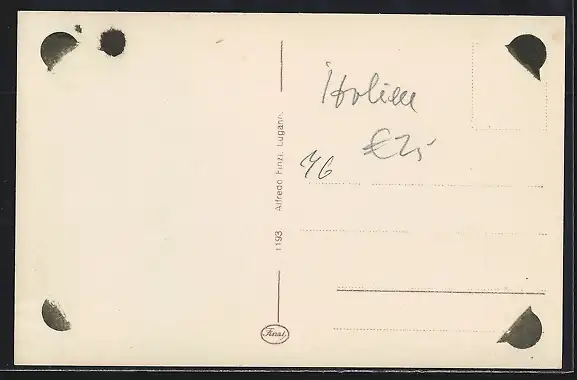 Italien
€25
46
1193 Alfredo Finzi, Lugano
Finzi